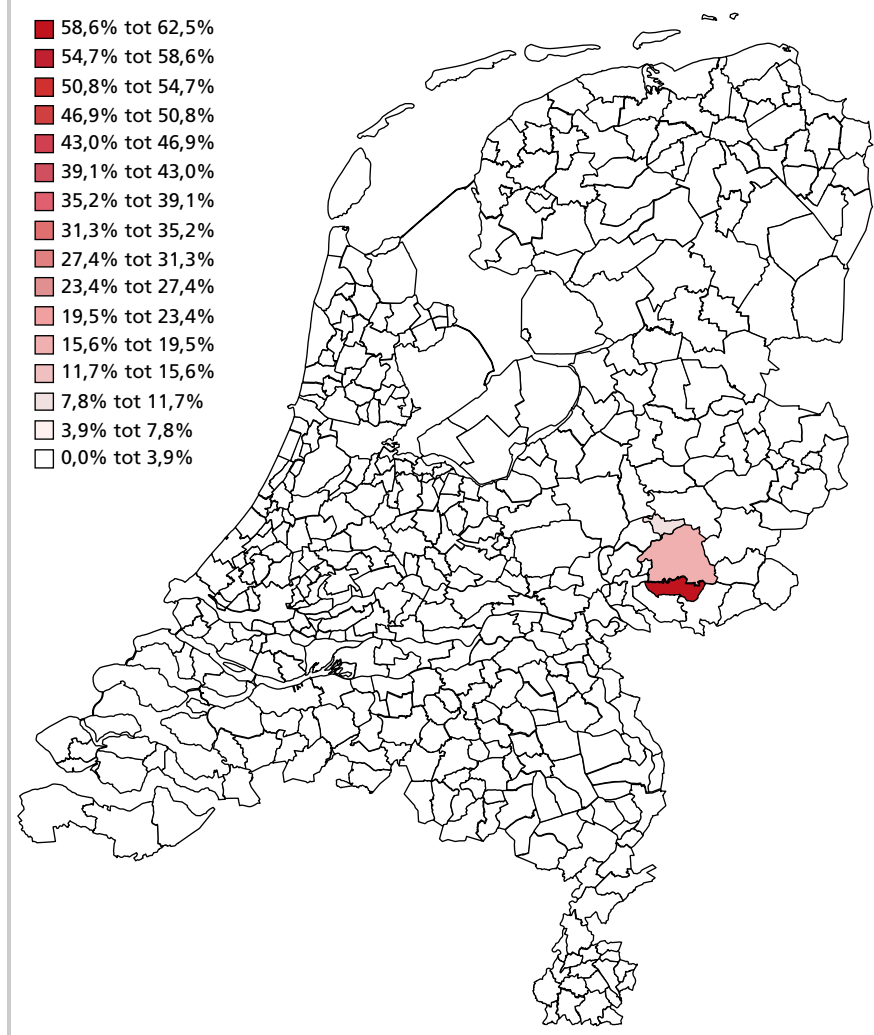 58,6% tot 62,5%
54,7% tot 58,6%
50,8% tot 54,7%
46,9% tot 50,8%
43,0% tot 46,9%
39,1% tot 43,0%
35,2% tot 39,1%
31,3% tot 35,2%
27,4% tot 31,3%
23,4% tot 27,4%
19,5% tot 23,4%
15,6% tot 19,5%
11,7% tot 15,6%
7,8% tot 11,7%
3,9% tot 7,8%
0,0% tot 3,9%